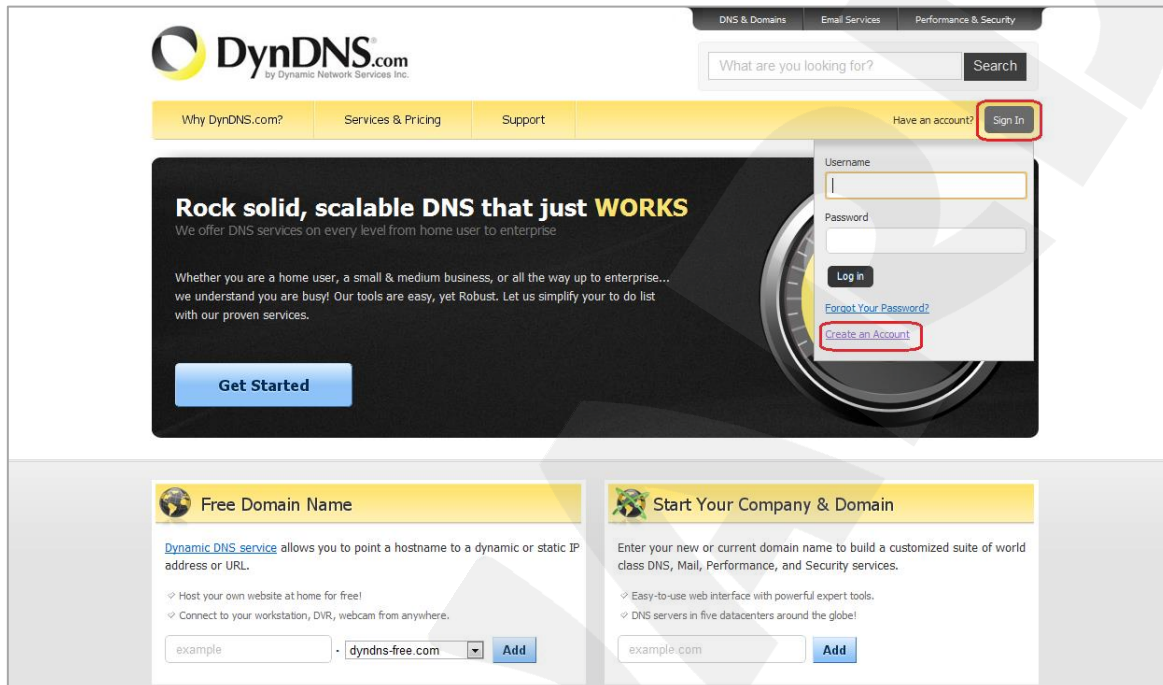 DNS & Domains Email Services Performance & Security
DynDNS.com
by Dynamic Network Services Inc.
What are you looking for? Search
Why DynDNS.com? Services & Pricing Support Have an account? Sign In
Username
Password
Log in
Forgot Your Password?
Create an Account
Rock solid, scalable DNS that just WORKS
We offer DNS services on every level from home user to enterprise
Whether you are a home user, a small & medium business, or all the way up to enterprise...
we understand you are busy! Our tools are easy, yet Robust. Let us simplify your to do list
with our proven services.
Get Started
Free Domain Name
Dynamic DNS service allows you to point a hostname to a dynamic or static IP
address or URL.
Host your own website at home for free!
Connect to your workstation, DVR, webcam from anywhere.
example . dyndns-free.com Add
Start Your Company & Domain
Enter your new or current domain name to build a customized suite of world
class DNS, Mail, Performance, and Security services.
Easy-to-use web interface with powerful expert tools.
DNS servers in five datacenters around the globe!
example.com Add